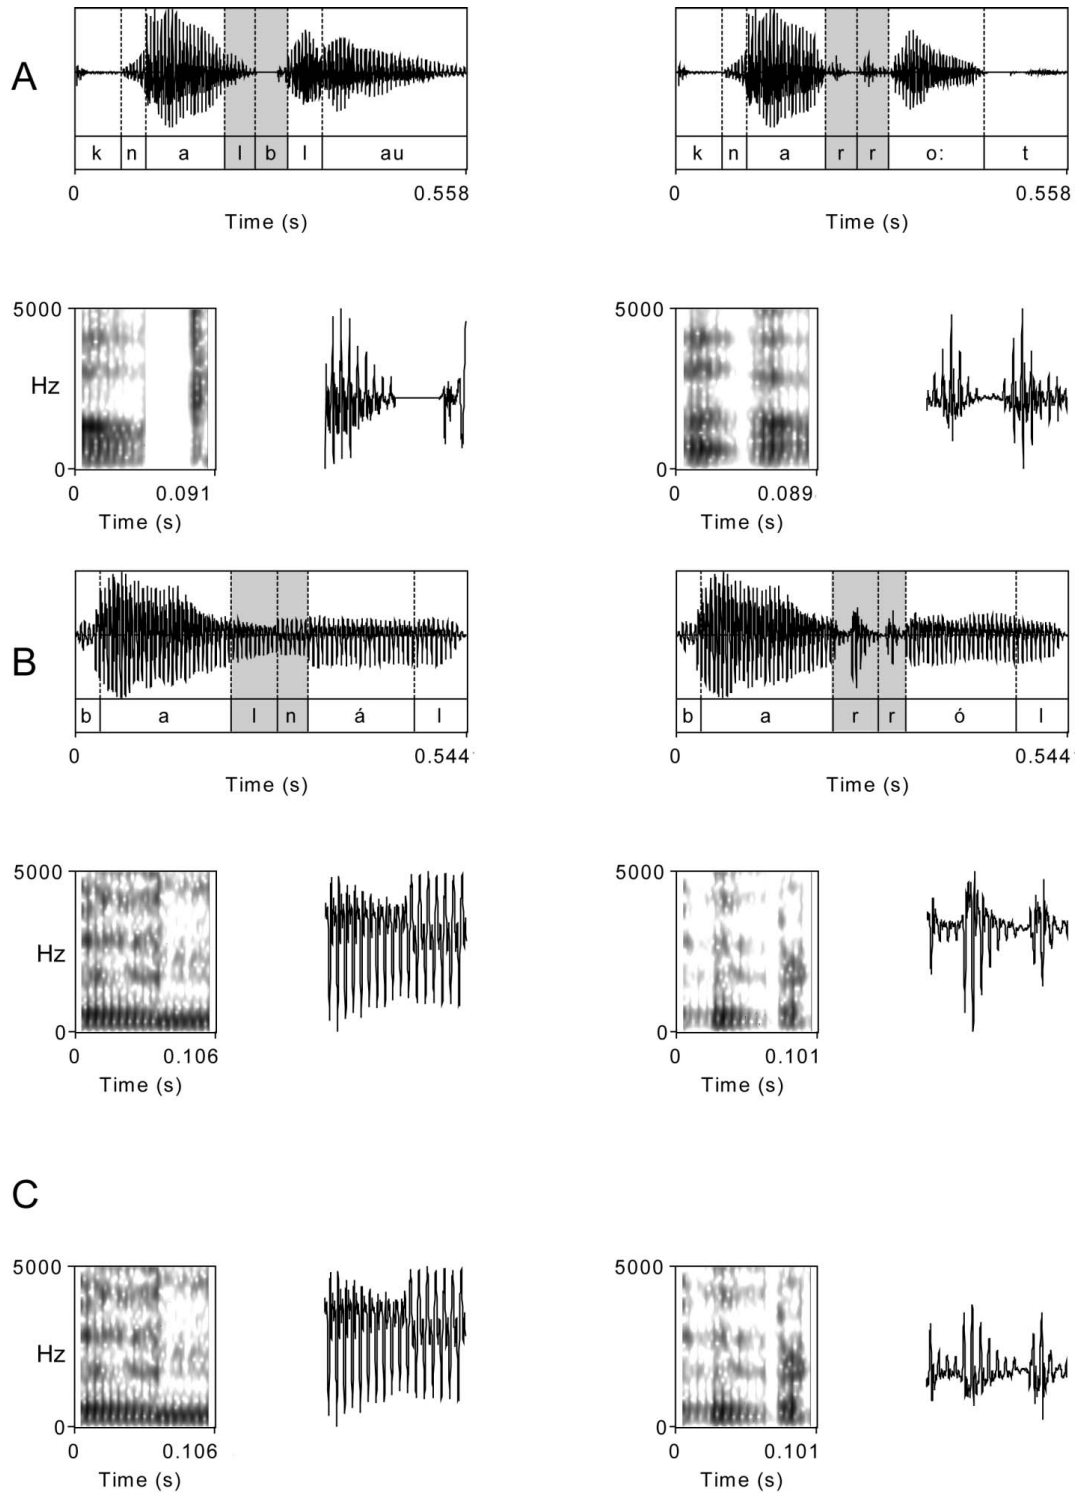 A
k n a l b l au
k n a r r o: t
0 0.558
0 0.558
Time (s)
Time (s)
5000
5000
Hz
0
0
0 0.091
0 0.089
Time (s)
Time (s)
B
b a l n á l
b a r r ó l
0 0.544
0 0.544
Time (s)
Time (s)
5000
5000
Hz
0
0
0 0.106
0 0.101
Time (s)
Time (s)
C
5000
5000
Hz
0
0
0 0.106
0 0.101
Time (s)
Time (s)